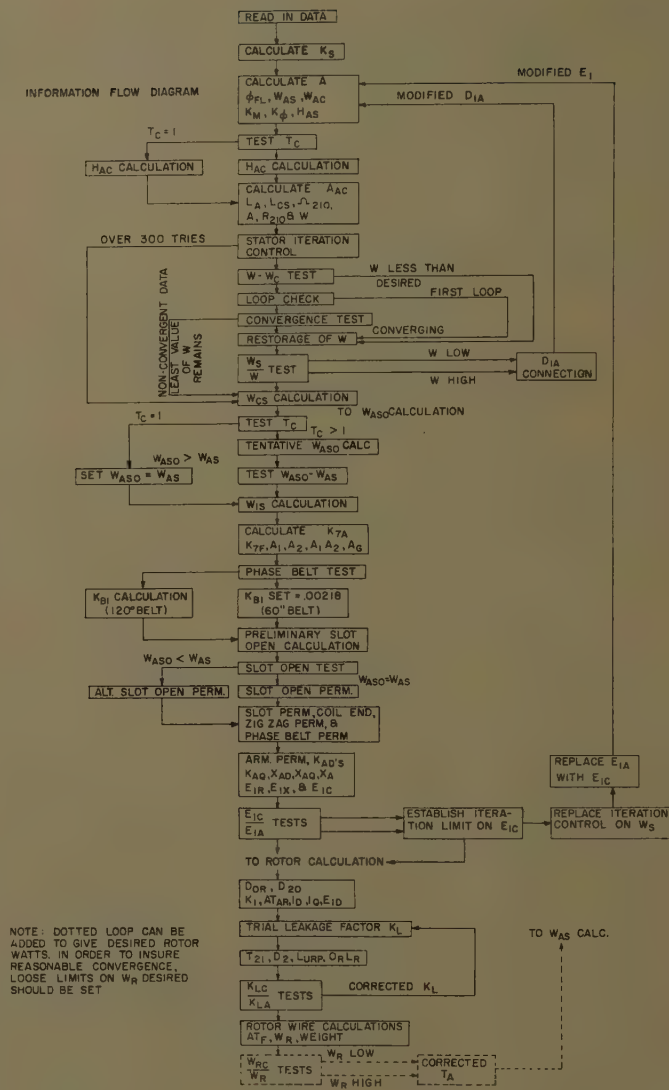 READ IN DATA
CALCULATE KS
INFORMATION FLOW DIAGRAM
CALCULATE A
ϕFL, WAS, WAC
KM, Kϕ, HAS
MODIFIED E1
MODIFIED D1A
TC = 1
TEST TC
HAC CALCULATION
HAC CALCULATION
CALCULATE AAC
LA, LCS, Ω210,
A, R210 & W
OVER 300 TRIES
STATOR ITERATION
CONTROL
W - WC TEST
W LESS THAN
DESIRED
LOOP CHECK
FIRST LOOP
CONVERGENCE TEST
CONVERGING
RESTORAGE OF W
NON-CONVERGENT DATA
LEAST VALUE
OF W
REMAINS
WS/W TEST
W LOW
W HIGH
D1A
CONNECTION
WCS CALCULATION
TO WASO CALCULATION
TC = 1
TEST TC
TC > 1
TENTATIVE WASO CALC
WASO > WAS
SET WASO = WAS
TEST WASO - WAS
WIS CALCULATION
CALCULATE K7A
K7F, A1, A2, A1 A2, AG
PHASE BELT TEST
KB1 CALCULATION
(120° BELT)
KB1 SET = .00218
(60" BELT)
PRELIMINARY SLOT
OPEN CALCULATION
WASO < WAS
SLOT OPEN TEST
WASO = WAS
ALT. SLOT OPEN PERM.
SLOT OPEN PERM.
SLOT PERM, COIL END,
ZIG ZAG PERM, &
PHASE BELT PERM
ARM. PERM, KAD'S
KAQ, XAD, XAQ, XA
E1R, E1X, & E1C
REPLACE E1A
WITH E1C
E1C/E1A TESTS
ESTABLISH ITERA-
TION LIMIT ON E1C
REPLACE ITERATION
CONTROL ON WS
TO ROTOR CALCULATION
DOR, D2O
K1, ATAR, ID, IQ, E1D
TRIAL LEAKAGE FACTOR KL
T21, D2, LURP, OR LR
KLC/KLA TESTS
CORRECTED KL
NOTE: DOTTED LOOP CAN BE
ADDED TO GIVE DESIRED ROTOR
WATTS. IN ORDER TO INSURE
REASONABLE CONVERGENCE,
LOOSE LIMITS ON WR DESIRED
SHOULD BE SET
TO WAS CALC.
ROTOR WIRE CALCULATIONS
ATF, WR, WEIGHT
WRC/WR TESTS
WR LOW
WR HIGH
CORRECTED
TA